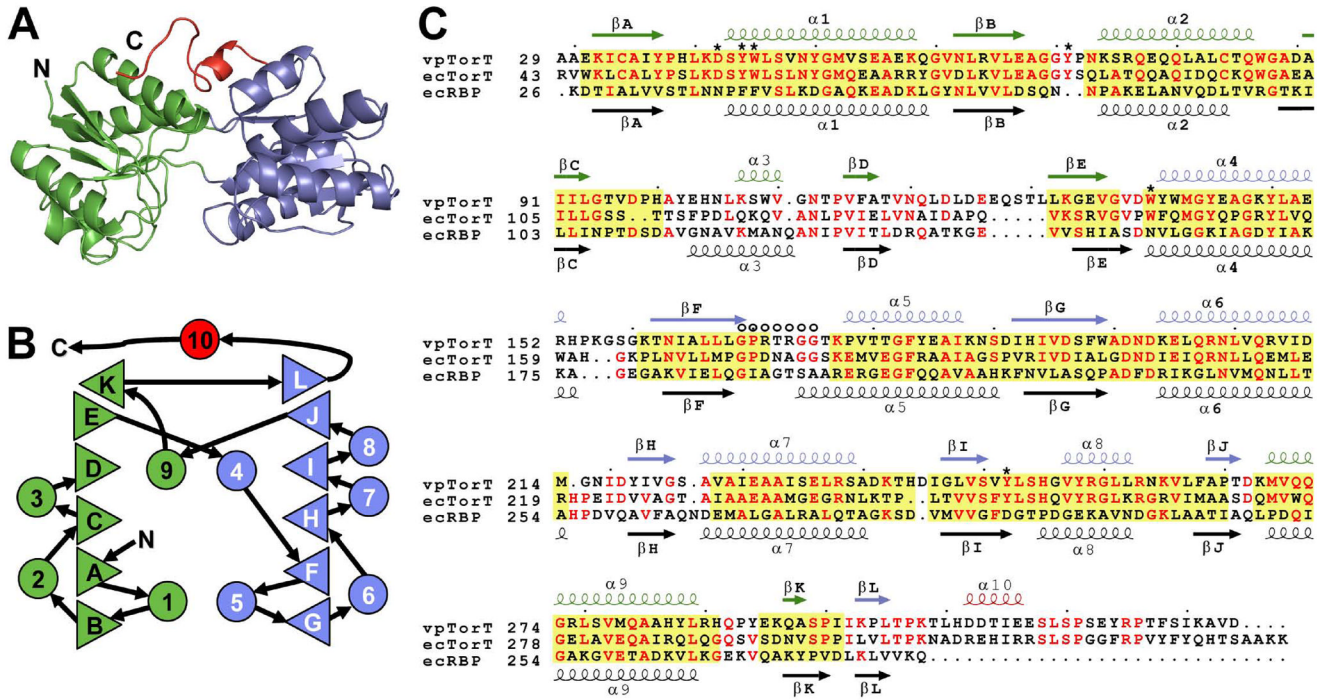 A
N
C
B
C
10
K
L
E
J
D
9
4
8
3
I
C
7
N
H
A
2
F
1
5
6
B
G
C
βA α1 βB α2
* ** *
vpTorT 29 AAEKICAIYPHLKDSYWLSVNYGMVSEAEKQGVNLRVLEAGGYPNKSRQEQQLALCTQWGADA
ecTorT 43 RVWKLCALYPHLKDSYWLSVNYGMQEAARRYGVDLKVLEAGGYSQLATQQAQIDQCKQWGAEA
ecRBP 26 .KDTIALVVSTLNNPFFVSLKDGAQKEADKLGYNLVVLDSQN..NPAKELANVQDLTVRGTKI
βA α1 βB α2
βC α3 βD βE α4
*
vpTorT 91 IILGTVDPHAYEHNLKSWV.GNTPVFATVNQLDLDEEQSTLLKGEVGVDWYWMGYEAGKYLAE
ecTorT 105 ILLGSS..TTSFPDLQKQV.ANLPVIELVNAIDAPQ.....VKSRVGVPWFQMGYQPGRYLVQ
ecRBP 103 LLINPTDSDAVGNAVKMANQANIPVITLDRQATKGE.....VVSHIASDNVLGGKIAGDYIAK
βC α3 βD βE α4
βF α5 βG α6
ooooooo
vpTorT 152 RHPKGSGKTNIALLLGPRTRGGTKPVTTGFYEAIKNSDIHIVDSFWADNDKELQRNLVQRVID
ecTorT 159 WAH..GKPLNVLLMPGPDNAGGSKEMVEGFRAAIAGSPVRIVDIALGDNDIEIQRNLLQEMLE
ecRBP 175 KA...GEGAKVIELQGIAGTSAARERGEGFQQAVAAHKFNVLASQPADFDRIKGLNVMQNLLT
βF α5 βG α6
βH α7 βI α8 βJ
*
vpTorT 214 M.GNIDYIVGS.AVAIEAAISELRSADKTHDIGLVSVYLSHGVYRGLLRNKVLFAPTDKMVQQ
ecTorT 219 RHPEIDVVAGT.AIAAEAAMGEGRNLKTP..LTVVSFYLSHQVYRGLKRGRVIMAASDQMVWQ
ecRBP 254 AHPDVQAVFAQNDEMALGALRALQTAGKSD.VMVVGFDGTPDGEKAVNDGKLAATIAQLPDQI
βH α7 βI α8 βJ
α9 βK βL α10
vpTorT 274 GRLSVMQAAHYLRHQPYEKQASPIIKPLTPKTLHDDTIEESLSPSEYRPTFSIKAVD....
ecTorT 278 GELAVEQAIRQLQGQSVSDNVSPPILVLTPKNADREHIRRSLSPGGFRPVYFYQHTSAAKK
ecRBP 254 GAKGVETADKVLKGEKVQAKYPVDLKLVVKQ..............................
α9 βK βL